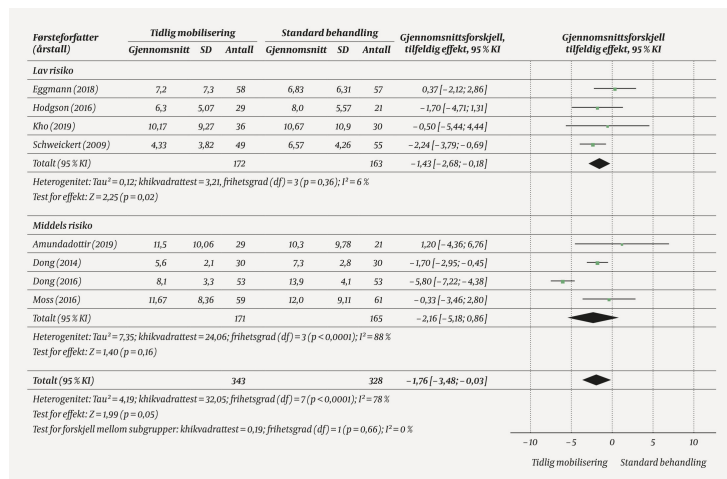 Førsteforfatter (årstall) Tidlig mobilisering Standard behandling Gjennomsnittsforskjell, tilfeldig effekt, 95 % KI Gjennomsnittsforskjell tilfeldig effekt, 95 % KI
Gjennomsnitt SD Antall Gjennomsnitt SD Antall
Lav risiko
Eggmann (2018) 7,2 7,3 58 6,83 6,31 57 0,37 [−2,12; 2,86]
Hodgson (2016) 6,3 5,07 29 8,0 5,57 21 −1,70 [−4,71; 1,31]
Kho (2019) 10,17 9,27 36 10,67 10,9 30 −0,50 [−5,44; 4,44]
Schweickert (2009) 4,33 3,82 49 6,57 4,26 55 −2,24 [−3,79; −0,69]
Totalt (95 % KI) 172 163 −1,43 [−2,68; −0,18]
Heterogenitet: Tau² = 0,12; khikvadrattest = 3,21, frihetsgrad (df) = 3 (p = 0,36); I² = 6 %
Test for effekt: Z = 2,25 (p = 0,02)
Middels risiko
Amundadottir (2019) 11,5 10,06 29 10,3 9,78 21 1,20 [−4,36; 6,76]
Dong (2014) 5,6 2,1 30 7,3 2,8 30 −1,70 [−2,95; −0,45]
Dong (2016) 8,1 3,3 53 13,9 4,1 53 −5,80 [−7,22; −4,38]
Moss (2016) 11,67 8,36 59 12,0 9,11 61 −0,33 [−3,46; 2,80]
Totalt (95 % KI) 171 165 −2,16 [−5,18; 0,86]
Heterogenitet: Tau² = 7,35; khikvadrattest = 24,06; frihetsgrad (df) = 3 (p < 0,0001); I² = 88 %
Test for effekt: Z = 1,40 (p = 0,16)
Totalt (95 % KI) 343 328 −1,76 [−3,48; −0,03]
Heterogenitet: Tau² = 4,19; khikvadrattest = 32,05; frihetsgrad (df) = 7 (p < 0,0001); I² = 78 %
Test for effekt: Z = 1,99 (p = 0,05)
Test for forskjell mellom subgrupper: khikvadrattest = 0,19; frihetsgrad (df) = 1 (p = 0,66); I² = 0 %
−10 −5 0 5 10
Tidlig mobilisering Standard behandling